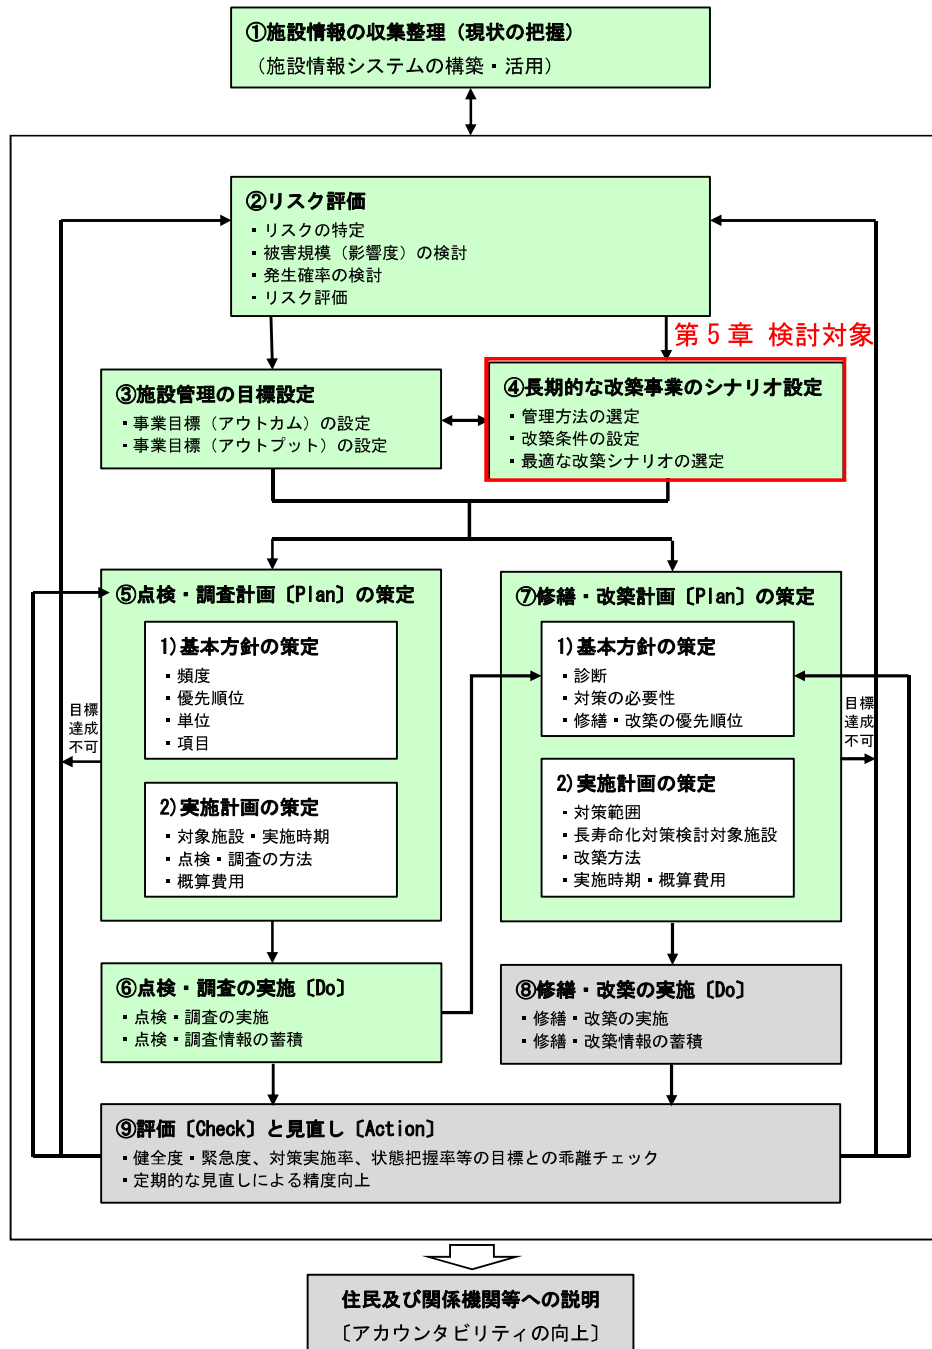 ①施設情報の収集整理（現状の把握）
（施設情報システムの構築・活用）
②リスク評価
・リスクの特定
・被害規模（影響度）の検討
・発生確率の検討
・リスク評価
第５章 検討対象
③施設管理の目標設定
・事業目標（アウトカム）の設定
・事業目標（アウトプット）の設定
④長期的な改築事業のシナリオ設定
・管理方法の選定
・改築条件の設定
・最適な改築シナリオの選定
⑤点検・調査計画〔Plan〕の策定
1)基本方針の策定
・頻度
・優先順位
・単位
・項目
目標
達成
不可
2)実施計画の策定
・対象施設・実施時期
・点検・調査の方法
・概算費用
⑦修繕・改築計画〔Plan〕の策定
1)基本方針の策定
・診断
・対策の必要性
・修繕・改築の優先順位
目標
達成
不可
2)実施計画の策定
・対策範囲
・長寿命化対策検討対象施設
・改築方法
・実施時期・概算費用
⑥点検・調査の実施〔Do〕
・点検・調査の実施
・点検・調査情報の蓄積
⑧修繕・改築の実施〔Do〕
・修繕・改築の実施
・修繕・改築情報の蓄積
⑨評価〔Check〕と見直し〔Action〕
・健全度・緊急度、対策実施率、状態把握率等の目標との乖離チェック
・定期的な見直しによる精度向上
住民及び関係機関等への説明
〔アカウンタビリティの向上〕